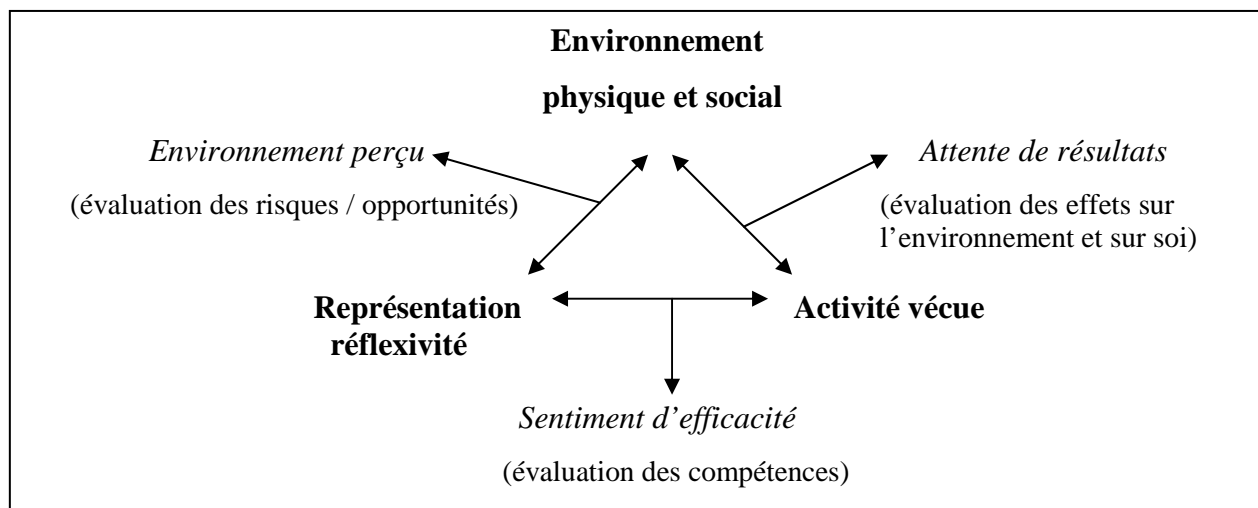 Environnement
physique et social
Environnement perçu
(évaluation des risques / opportunités)
Attente de résultats
(évaluation des effets sur
l’environnement et sur soi)
Représentation
réflexivité
Activité vécue
Sentiment d’efficacité
(évaluation des compétences)